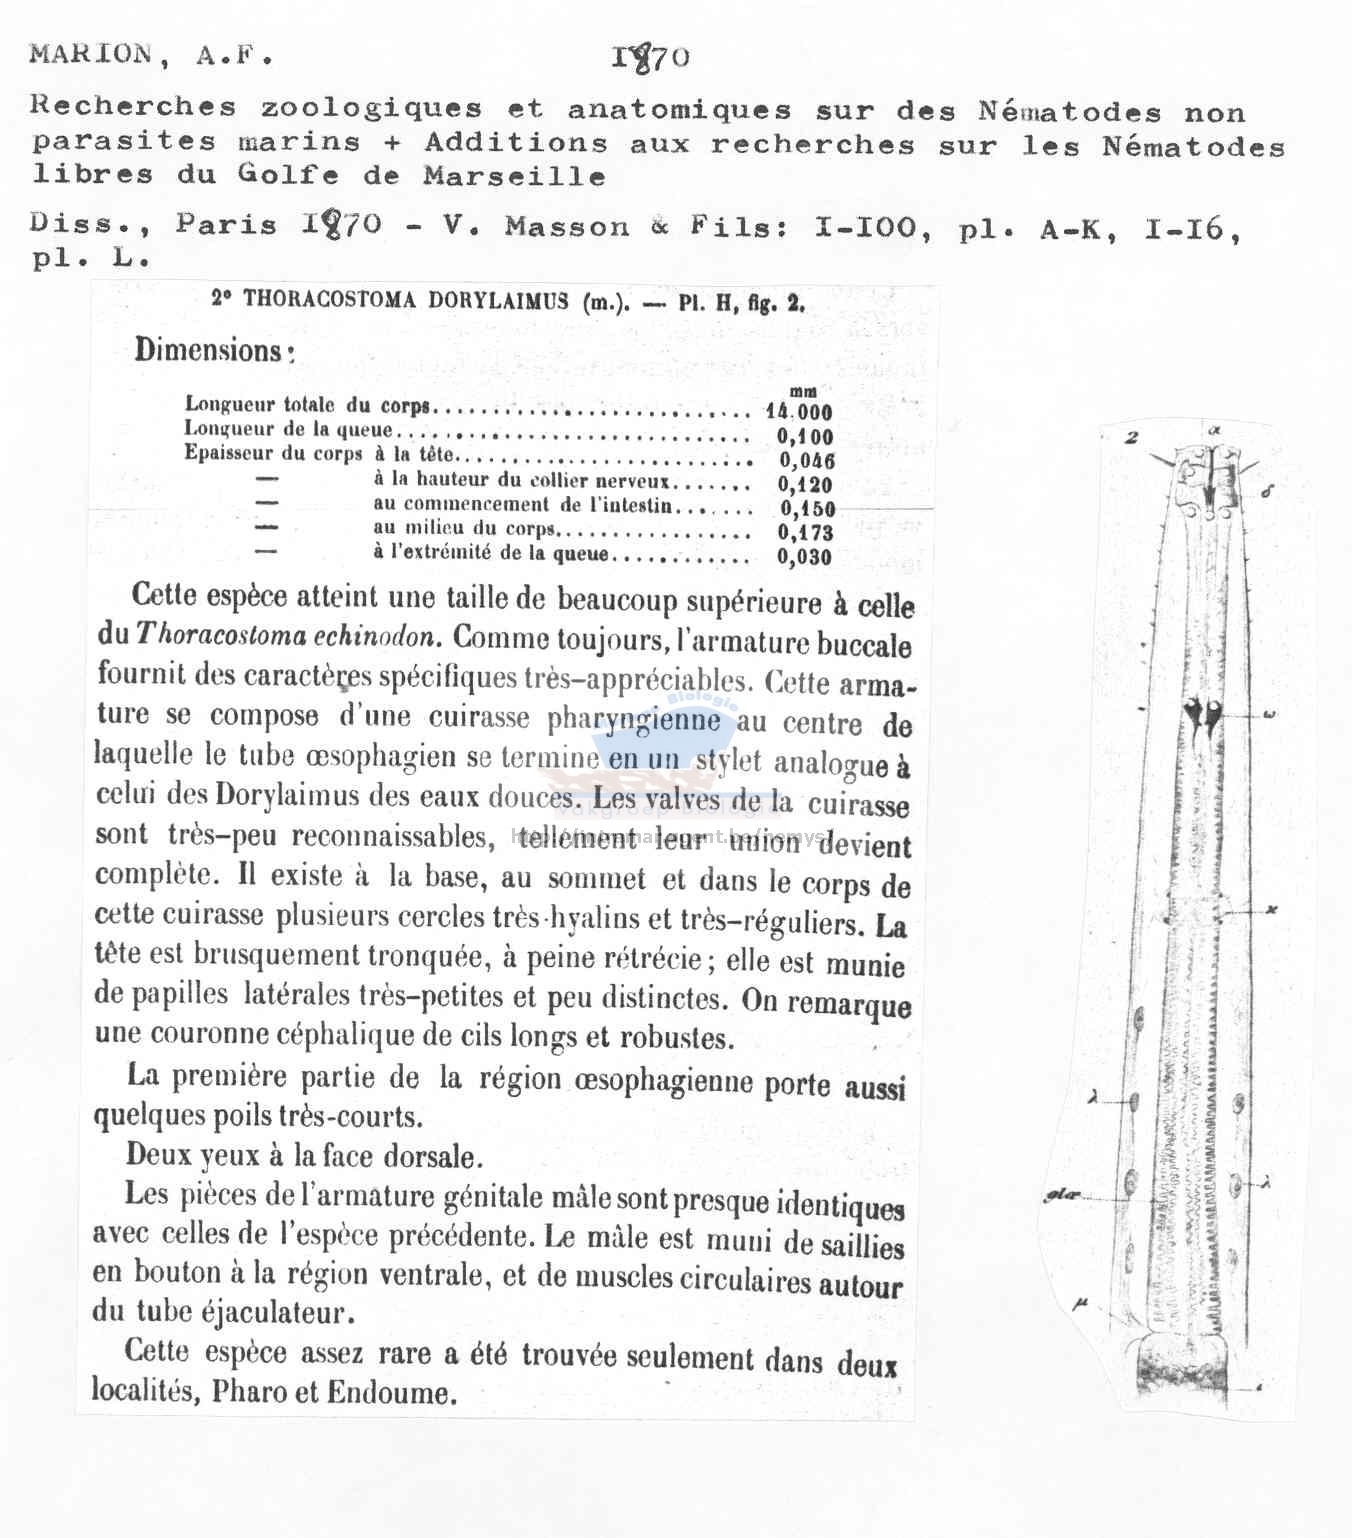 MARION, A.F. 1870
Recherches zoologiques et anatomiques sur des Nématodes non
parasites marins + Additions aux recherches sur les Nématodes
libres du Golfe de Marseille
Diss., Paris 1870 - V. Masson & Fils: I-IOO, pl. A-K, I-I6,
pl. L.
2° THORACOSTOMA DORYLAIMUS (m.). — Pl. H, fig. 2.
Dimensions :
mm
Longueur totale du corps........................... 14.000
Longueur de la queue.............................. 0,100
Epaisseur du corps à la tête......................... 0,046
— à la hauteur du collier nerveux....... 0,120
— au commencement de l'intestin....... 0,150
— au milieu du corps................. 0,173
— à l'extrémité de la queue............ 0,030
Cette espèce atteint une taille de beaucoup supérieure à celle
du Thoracostoma echinodon. Comme toujours, l'armature buccale
fournit des caractères spécifiques très-appréciables. Cette arma-
ture se compose d'une cuirasse pharyngienne au centre de
laquelle le tube œsophagien se termine en un stylet analogue à
celui des Dorylaimus des eaux douces. Les valves de la cuirasse
sont très-peu reconnaissables, tellement leur union devient
complète. Il existe à la base, au sommet et dans le corps de
cette cuirasse plusieurs cercles très-hyalins et très-réguliers. La
tête est brusquement tronquée, à peine rétrécie ; elle est munie
de papilles latérales très-petites et peu distinctes. On remarque
une couronne céphalique de cils longs et robustes.
La première partie de la région œsophagienne porte aussi
quelques poils très-courts.
Deux yeux à la face dorsale.
Les pièces de l'armature génitale mâle sont presque identiques
avec celles de l'espèce précédente. Le mâle est muni de saillies
en bouton à la région ventrale, et de muscles circulaires autour
du tube éjaculateur.
Cette espèce assez rare a été trouvée seulement dans deux
localités, Pharo et Endoume.
2
α
δ
ω
x
λ
λ
glæ
μ